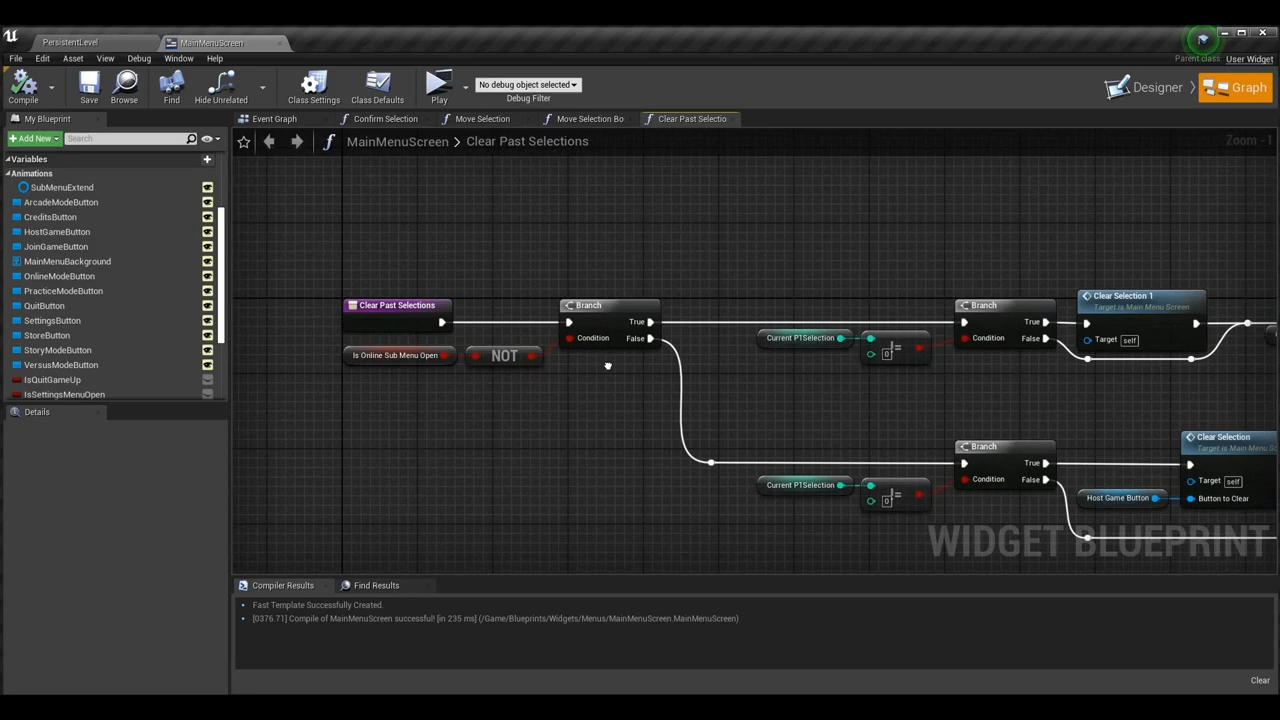 PersistentLevel
MainMenuScreen
File Edit Asset View Debug Window Help
Parent class: User Widget
Compile
Save
Browse
Find
Hide Unrelated
Class Settings
Class Defaults
Play
No debug object selected
Debug Filter
Designer
Graph
My Blueprint
Event Graph
Confirm Selection
Move Selection
Move Selection Bo
Clear Past Selectio
+Add New
Search
MainMenuScreen > Clear Past Selections
Zoom -1
Variables
Animations
SubMenuExtend
ArcadeModeButton
CreditsButton
HostGameButton
JoinGameButton
MainMenuBackground
OnlineModeButton
PracticeModeButton
QuitButton
SettingsButton
StoreButton
StoryModeButton
VersusModeButton
IsQuitGameUp
IsSettingsMenuOpen
Details
Clear Past Selections
Is Online Sub Menu Open
NOT
Branch
True
Condition
False
Current P1Selection
!=
0
Branch
True
Condition
False
Clear Selection 1
Target is Main Menu Screen
Target self
Current P1Selection
!=
0
Branch
True
Condition
False
Clear Selection
Target is Main Menu Sc
Target self
Host Game Button
Button to Clear
WIDGET BLUEPRINT
Compiler Results
Find Results
Fast Template Successfully Created.
[0376.71] Compile of MainMenuScreen successful! [in 235 ms] (/Game/Blueprints/Widgets/Menus/MainMenuScreen.MainMenuScreen)
Clear